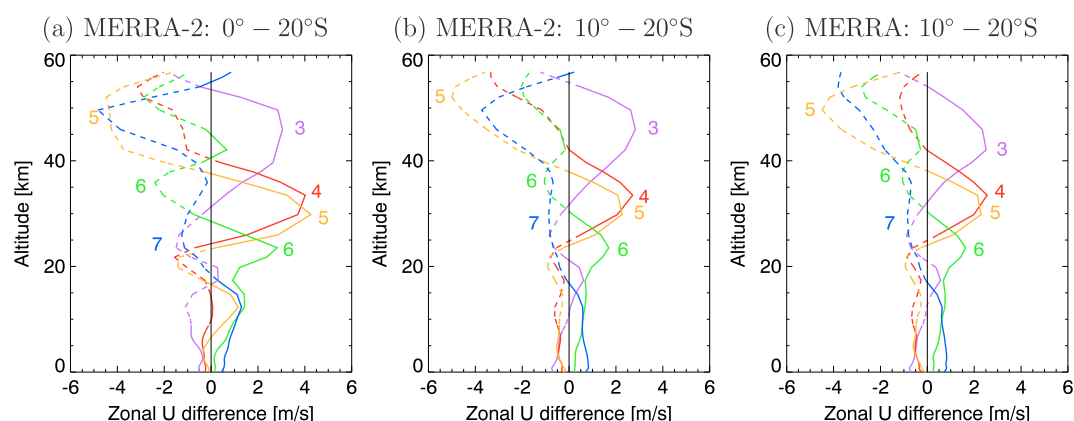 (a) MERRA-2: 0° − 20°S
60
40
20
0
Altitude [km]
-6 -4 -2 0 2 4 6
Zonal U difference [m/s]
5
3
6
4
5
7
6
(b) MERRA-2: 10° − 20°S
60
40
20
0
Altitude [km]
-6 -4 -2 0 2 4 6
Zonal U difference [m/s]
5
3
6
4
5
7
6
(c) MERRA: 10° − 20°S
60
40
20
0
Altitude [km]
-6 -4 -2 0 2 4 6
Zonal U difference [m/s]
5
3
6
4
5
7
6